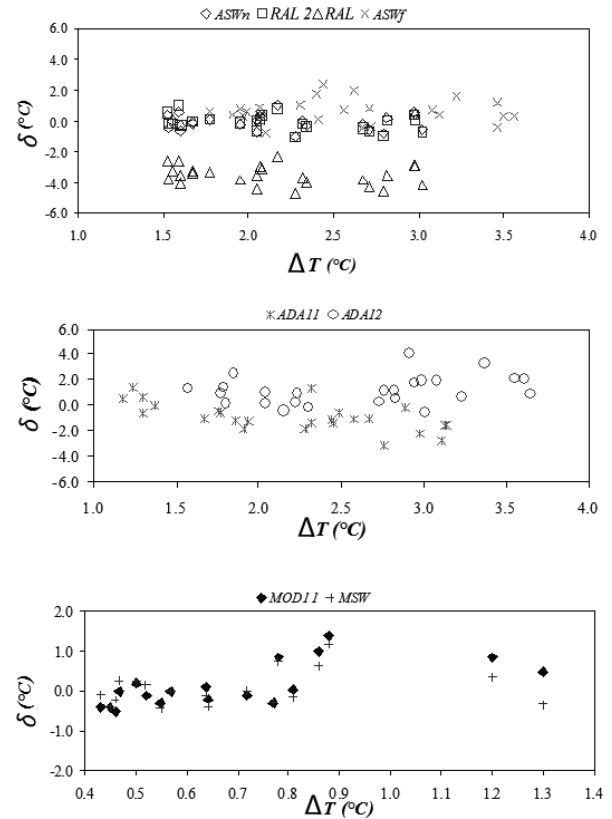 ◇ ASWn □ RAL 2 △ RAL × ASWf
δ (°C)
6.0
4.0
2.0
0.0
-2.0
-4.0
-6.0
1.0 1.5 2.0 2.5 3.0 3.5 4.0
ΔT (°C)
ADA11 ○ ADA12
δ (°C)
6.0
4.0
2.0
0.0
-2.0
-4.0
-6.0
1.0 1.5 2.0 2.5 3.0 3.5 4.0
ΔT (°C)
◆ MOD11 + MSW
δ (°C)
2.0
1.0
0.0
-1.0
-2.0
0.4 0.5 0.6 0.7 0.8 0.9 1.0 1.1 1.2 1.3 1.4
ΔT (°C)